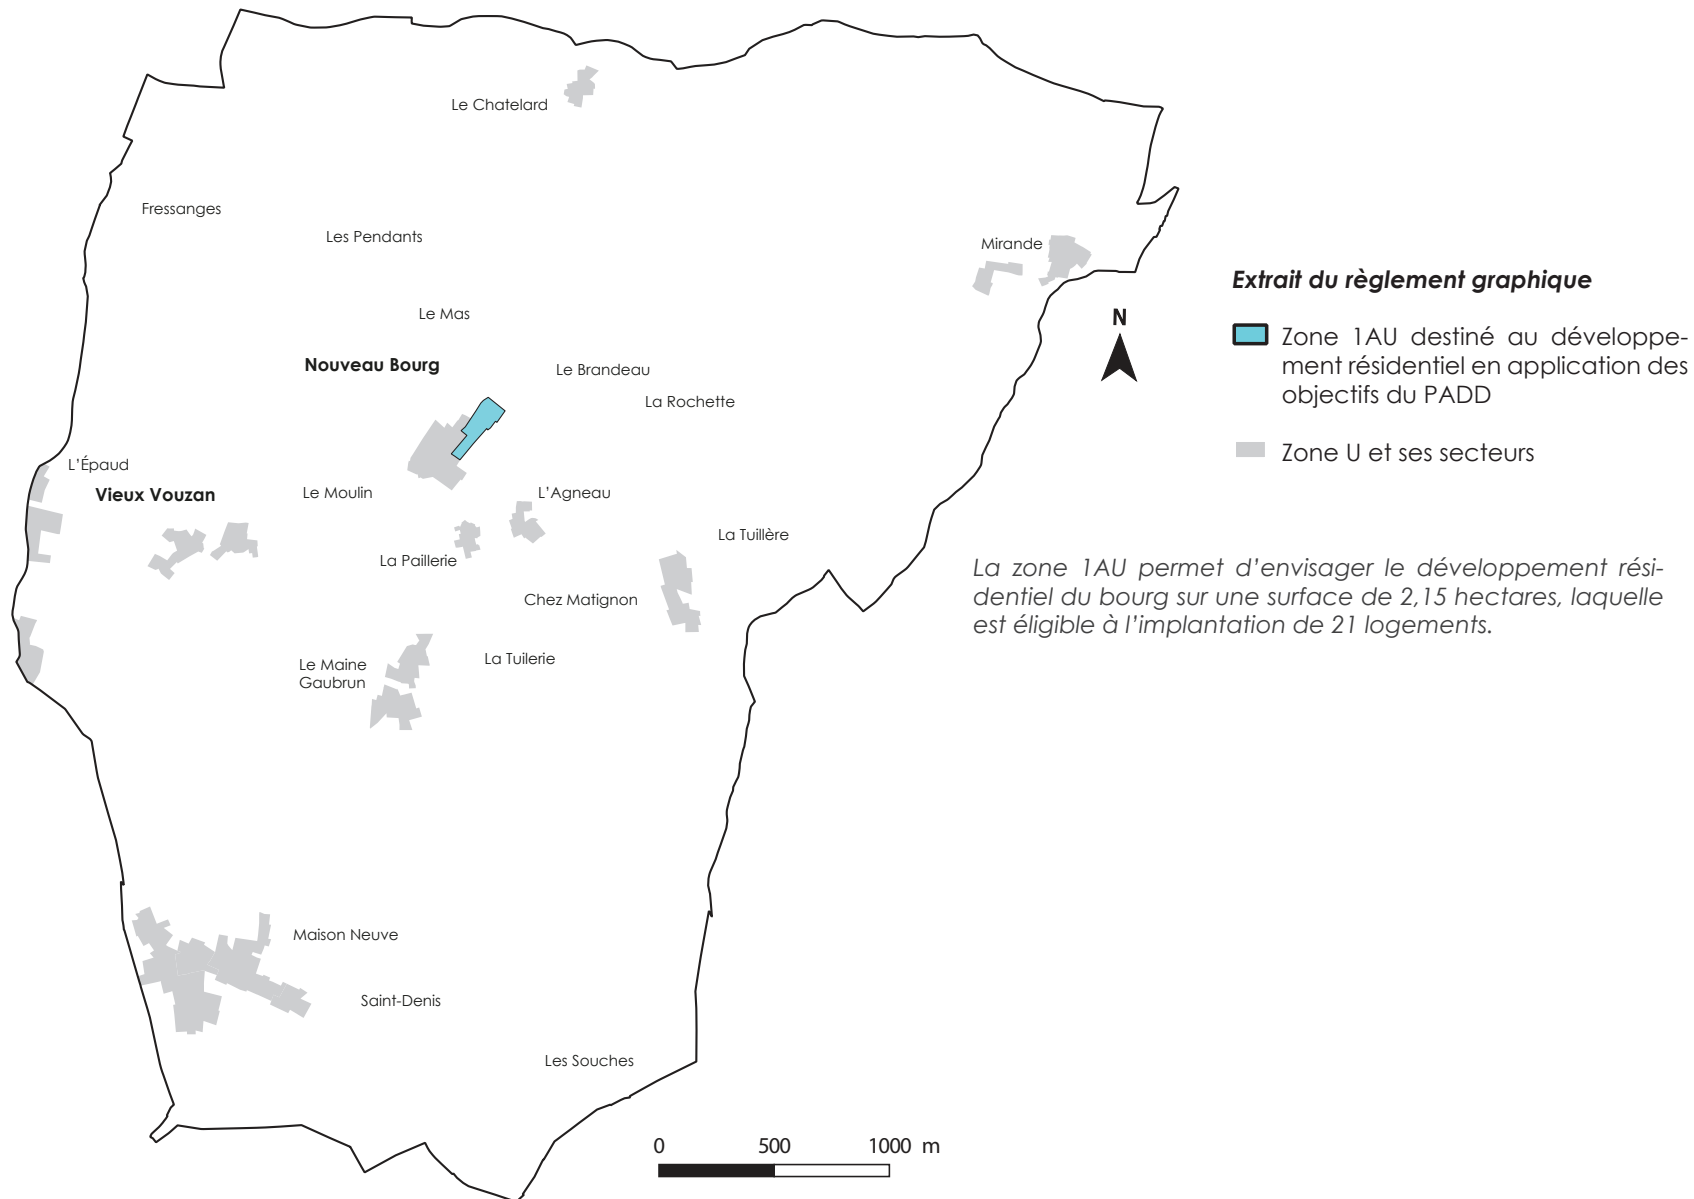 Le Chatelard
Fressanges
Les Pendants
Mirande
Le Mas
Nouveau Bourg
Le Brandeau
La Rochette
L'Épaud
Vieux Vouzan
Le Moulin
L'Agneau
La Tuillère
La Paillerie
Chez Matignon
Le Maine
Gaubrun
La Tuilerie
Maison Neuve
Saint-Denis
Les Souches
0 500 1000 m
N
Extrait du règlement graphique
Zone 1AU destiné au développe-
ment résidentiel en application des
objectifs du PADD
Zone U et ses secteurs
La zone 1AU permet d'envisager le développement rési-
dentiel du bourg sur une surface de 2,15 hectares, laquelle
est éligible à l'implantation de 21 logements.